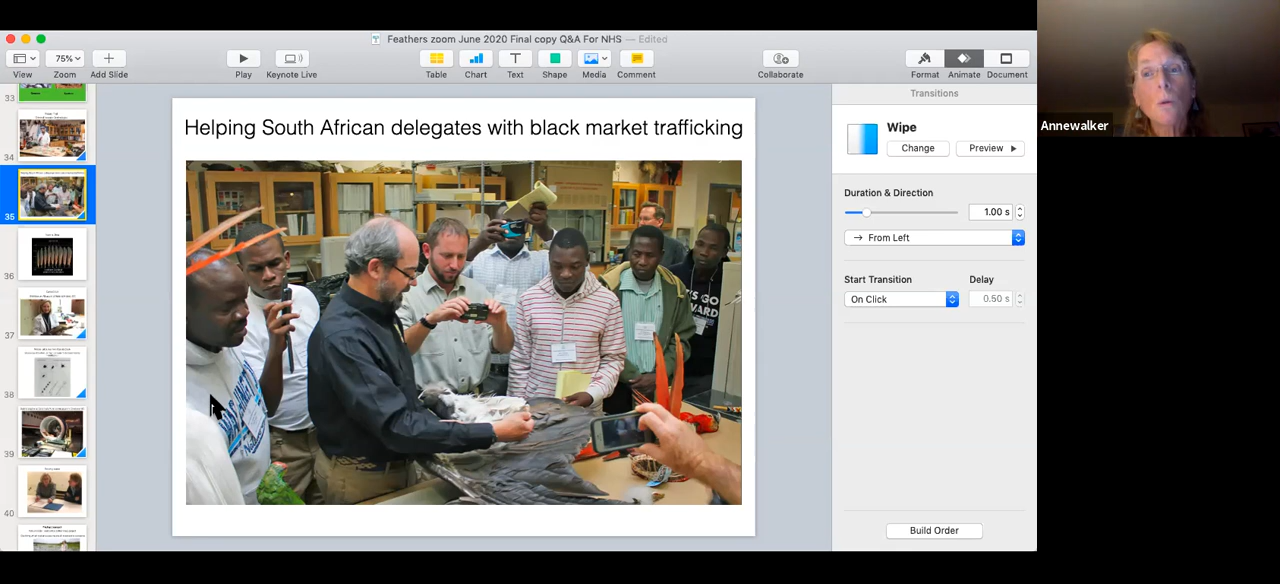 Feathers zoom June 2020 Final copy Q&A For NHS — Edited
75%
View Zoom Add Slide Play Keynote Live Table Chart Text Shape Media Comment Collaborate Format Animate Document
Transitions
Annewalker
33
34
35
36
37
38
39
40
Helping South African delegates with black market trafficking
Wipe
Change Preview
Duration & Direction
1.00 s
From Left
Start Transition Delay
On Click 0.50 s
Build Order